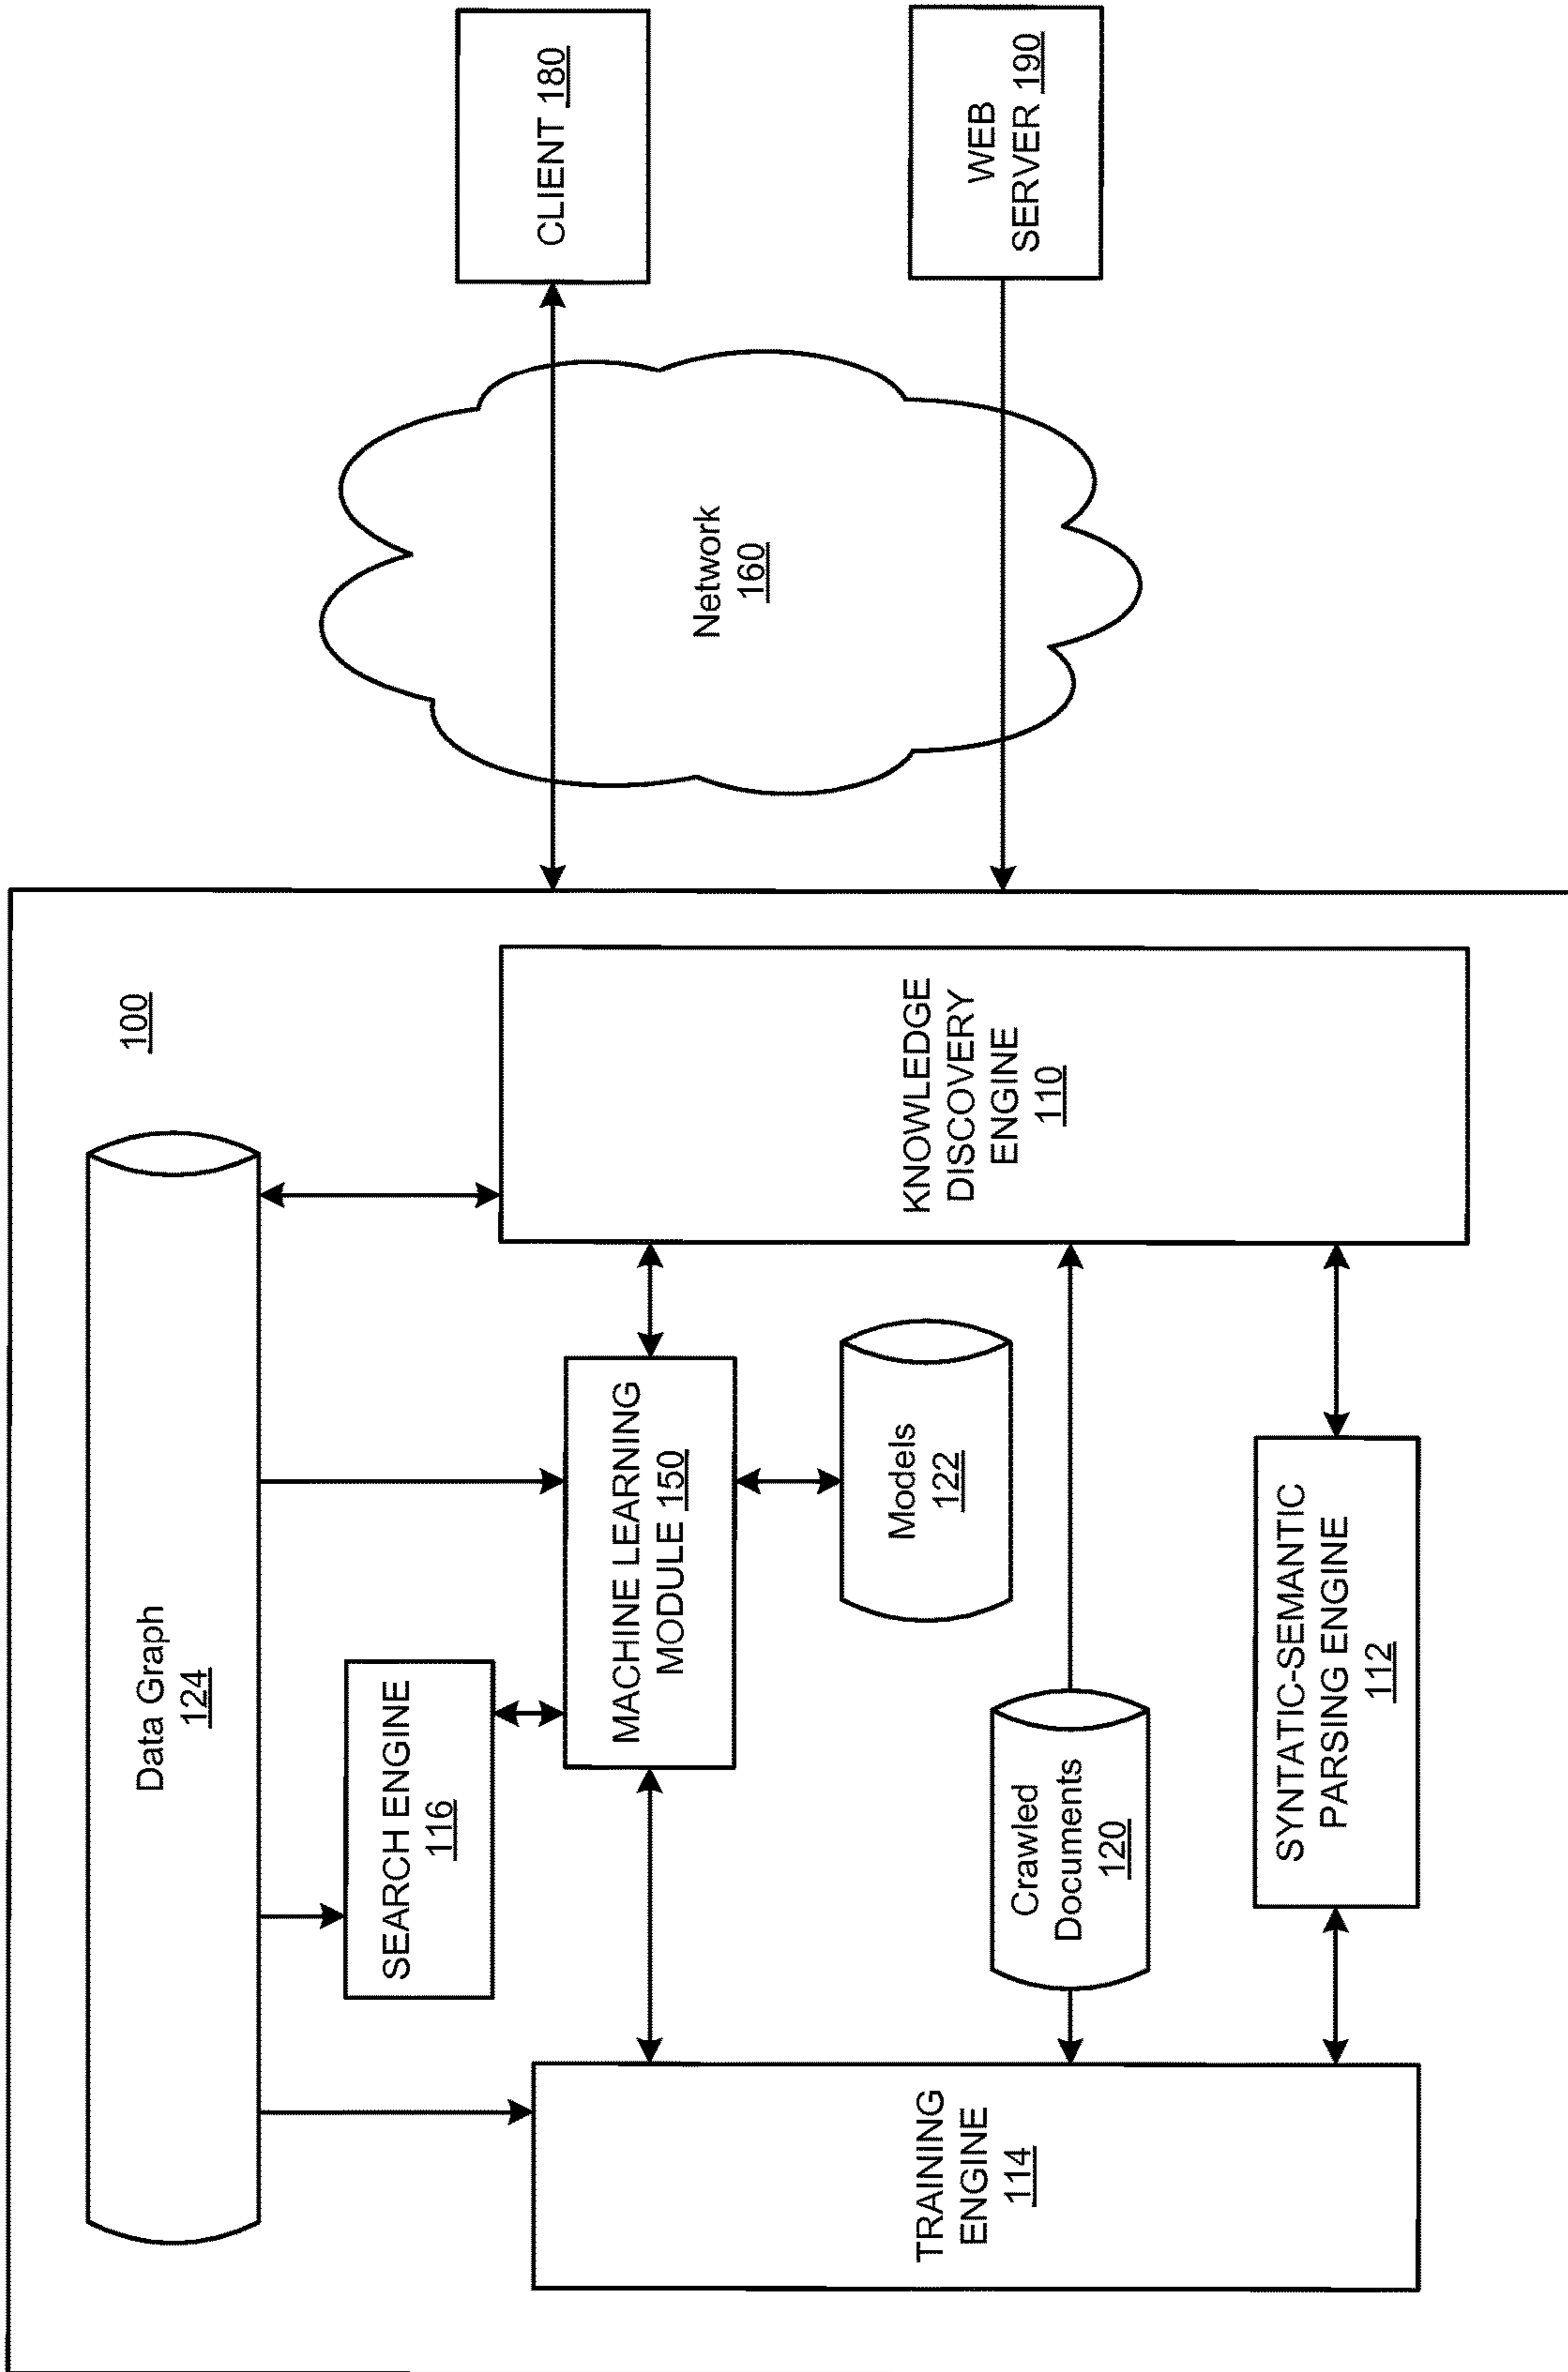 100
Data Graph
124
SEARCH ENGINE
116
MACHINE LEARNING
MODULE 150
Models
122
TRAINING
ENGINE
114
Crawled
Documents
120
SYNTATIC-SEMANTIC
PARSING ENGINE
112
KNOWLEDGE
DISCOVERY
ENGINE
110
Network
160
CLIENT 180
WEB
SERVER 190